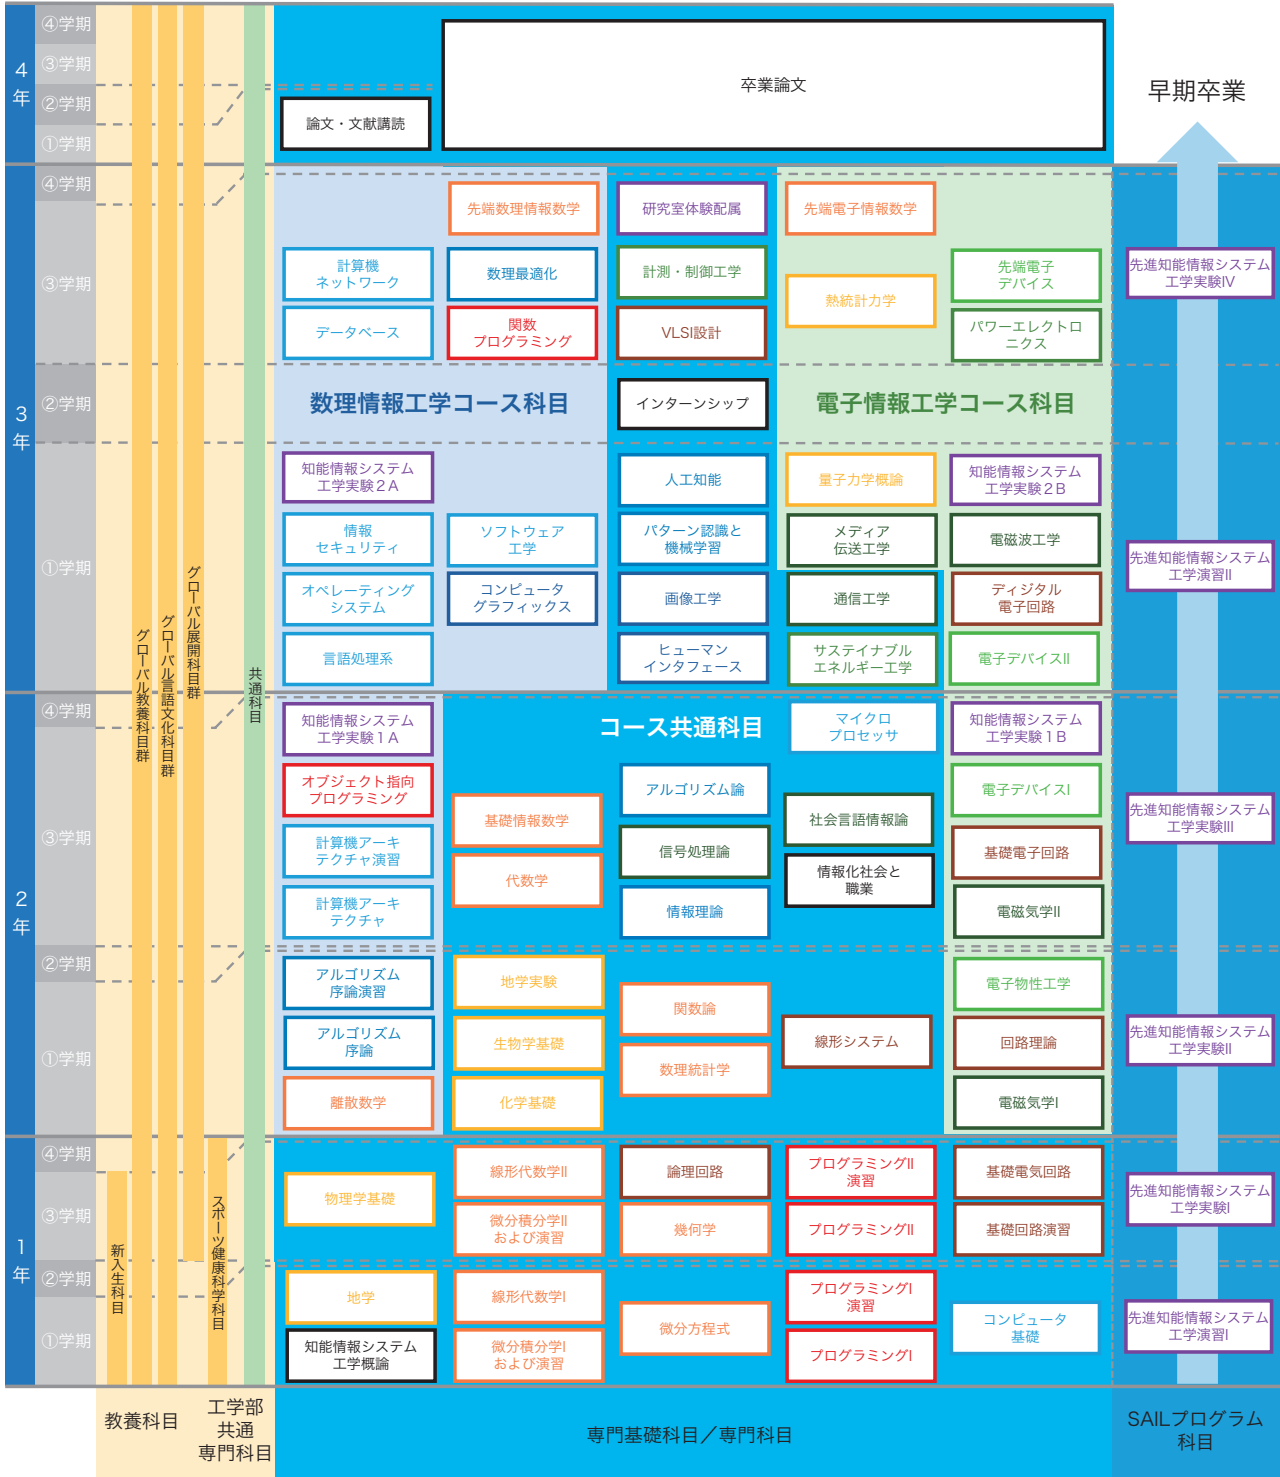 4
年
④学期
③学期
②学期
①学期
卒業論文
論文・文献講読
早期卒業
3
年
④学期
③学期
②学期
①学期
先端数理情報数学
研究室体験配属
先端電子情報数学
計算機
ネットワーク
数理最適化
計測・制御工学
熱統計力学
先端電子
デバイス
先進知能情報システム
工学実験IV
データベース
関数
プログラミング
VLSI設計
パワーエレクトロ
ニクス
数理情報工学コース科目
インターンシップ
電子情報工学コース科目
知能情報システム
工学実験2A
人工知能
量子力学概論
知能情報システム
工学実験2B
情報
セキュリティ
ソフトウェア
工学
パターン認識と
機械学習
メディア
伝送工学
電磁波工学
先進知能情報システム
工学演習II
オペレーティング
システム
コンピュータ
グラフィックス
画像工学
通信工学
ディジタル
電子回路
言語処理系
ヒューマン
インタフェース
サステイナブル
エネルギー工学
電子デバイスII
グローバル教養科目群
グローバル言語文化科目群
グローバル展開科目群
共通科目
2
年
④学期
③学期
②学期
①学期
知能情報システム
工学実験1A
コース共通科目
マイクロ
プロセッサ
知能情報システム
工学実験1B
オブジェクト指向
プログラミング
アルゴリズム論
電子デバイスI
基礎情報数学
社会言語情報論
先進知能情報システム
工学実験III
計算機アーキ
テクチャ演習
信号処理論
基礎電子回路
代数学
情報化社会と
職業
計算機アーキ
テクチャ
情報理論
電磁気学II
アルゴリズム
序論演習
地学実験
関数論
電子物性工学
アルゴリズム
序論
生物学基礎
線形システム
回路理論
先進知能情報システム
工学実験II
数理統計学
離散数学
化学基礎
電磁気学I
1
年
④学期
③学期
②学期
①学期
新入生科目
スポーツ健康科学科目
物理学基礎
線形代数学II
論理回路
プログラミングII
演習
基礎電気回路
先進知能情報システム
工学実験I
微分積分学II
および演習
幾何学
プログラミングII
基礎回路演習
地学
線形代数学I
微分方程式
プログラミングI
演習
コンピュータ
基礎
先進知能情報システム
工学演習I
知能情報システム
工学概論
微分積分学I
および演習
プログラミングI
教養科目
工学部
共通
専門科目
専門基礎科目／専門科目
SAILプログラム
科目